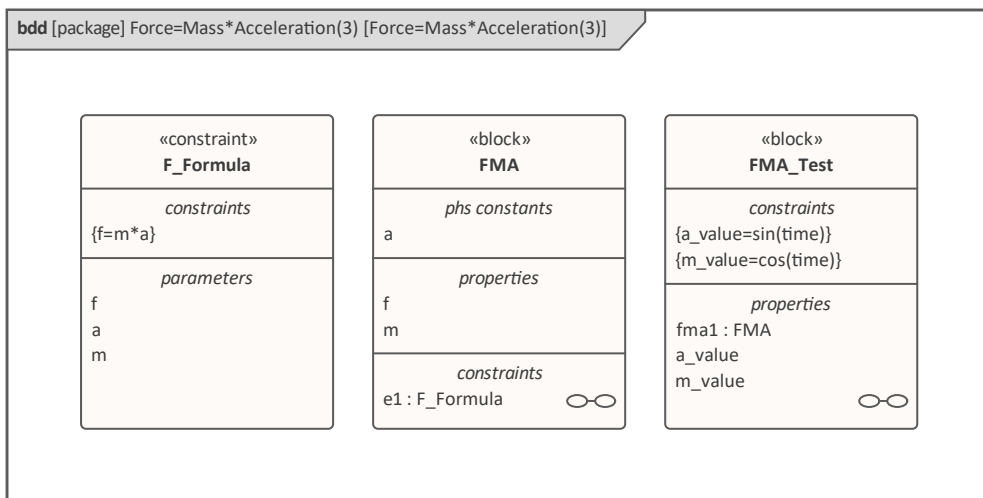 bdd [package] Force=Mass*Acceleration(3) [Force=Mass*Acceleration(3)]
«constraint»
F_Formula
constraints
{f=m*a}
parameters
f
a
m
«block»
FMA
phs constants
a
properties
f
m
constraints
e1 : F_Formula
«block»
FMA_Test
constraints
{a_value=sin(time)}
{m_value=cos(time)}
properties
fma1 : FMA
a_value
m_value